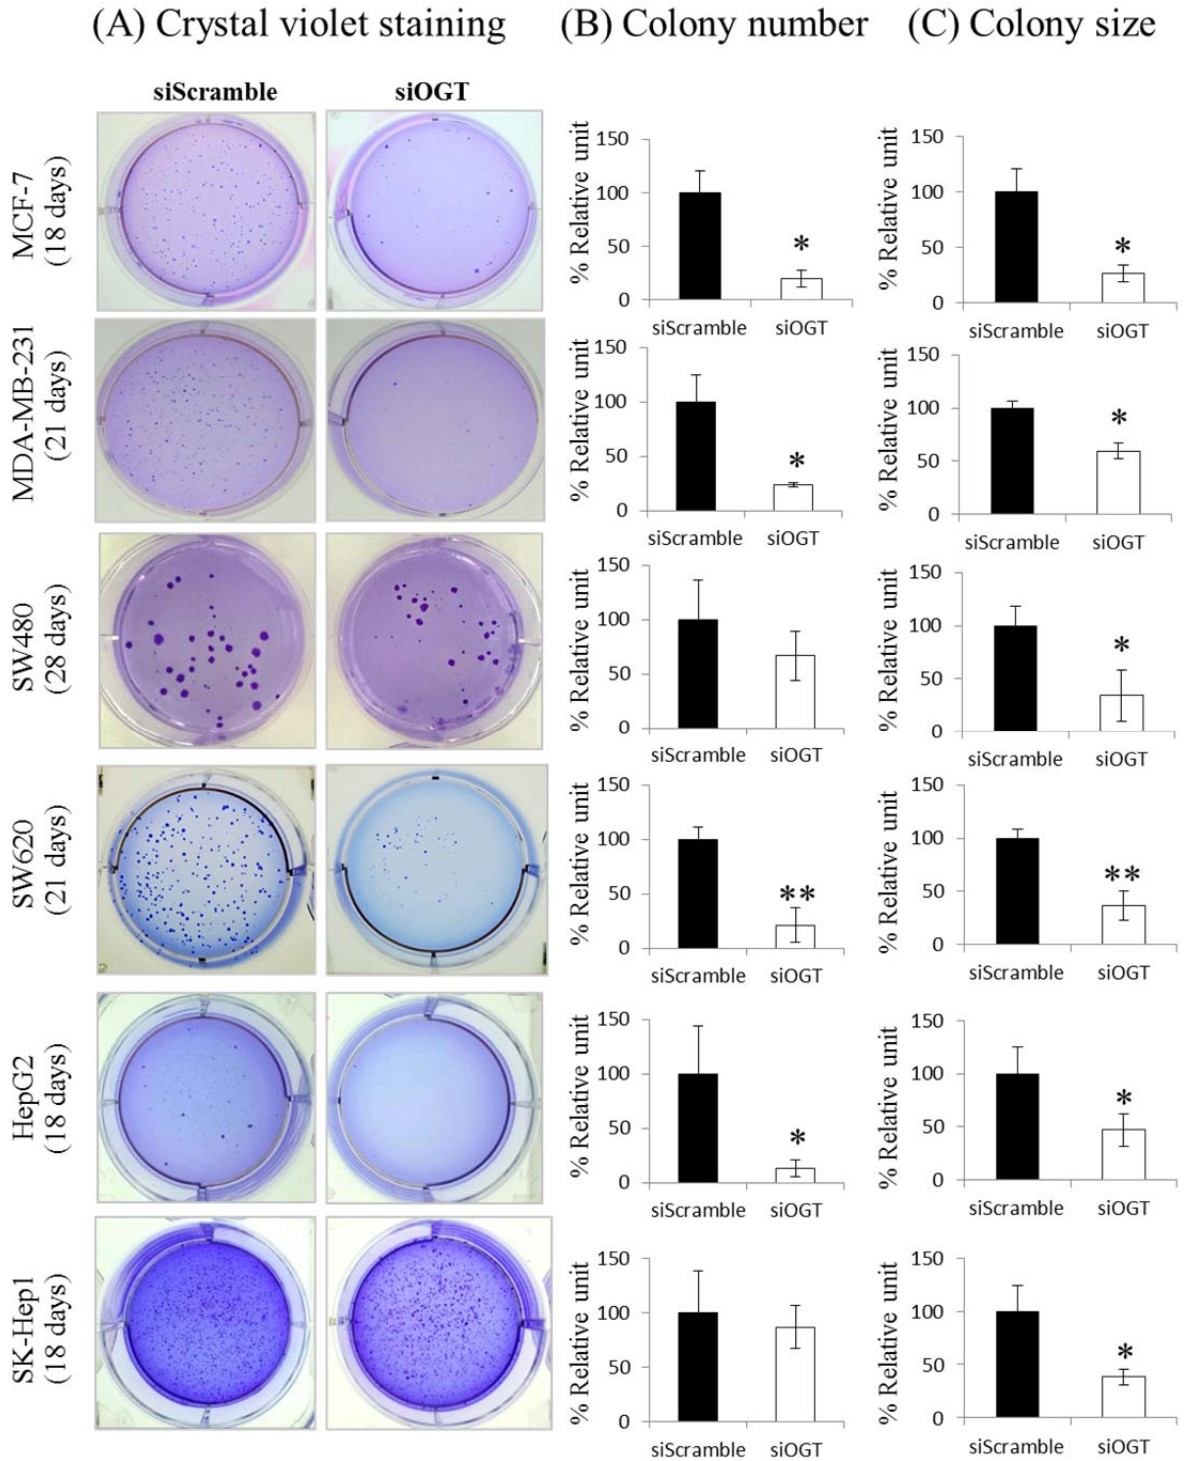 (A) Crystal violet staining (B) Colony number (C) Colony size
siScramble siOGT
MCF-7
(18 days)
% Relative unit
150
100
50
0
*
siScramble siOGT
% Relative unit
150
100
50
0
*
siScramble siOGT
MDA-MB-231
(21 days)
% Relative unit
150
100
50
0
*
siScramble siOGT
% Relative unit
150
100
50
0
*
siScramble siOGT
SW480
(28 days)
% Relative unit
150
100
50
0
siScramble siOGT
% Relative unit
150
100
50
0
*
siScramble siOGT
SW620
(21 days)
% Relative unit
150
100
50
0
**
siScramble siOGT
% Relative unit
150
100
50
0
**
siScramble siOGT
HepG2
(18 days)
% Relative unit
150
100
50
0
*
siScramble siOGT
% Relative unit
150
100
50
0
*
siScramble siOGT
SK-Hep1
(18 days)
% Relative unit
150
100
50
0
siScramble siOGT
% Relative unit
150
100
50
0
*
siScramble siOGT